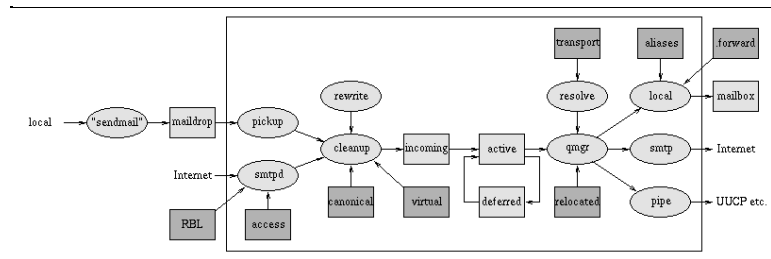 transport
aliases
.forward
rewrite
resolve
local
mailbox
local
"sendmail"
maildrop
pickup
cleanup
incoming
active
qmgr
smtp
Internet
Internet
smtpd
RBL
access
canonical
virtual
deferred
relocated
pipe
UUCP etc.